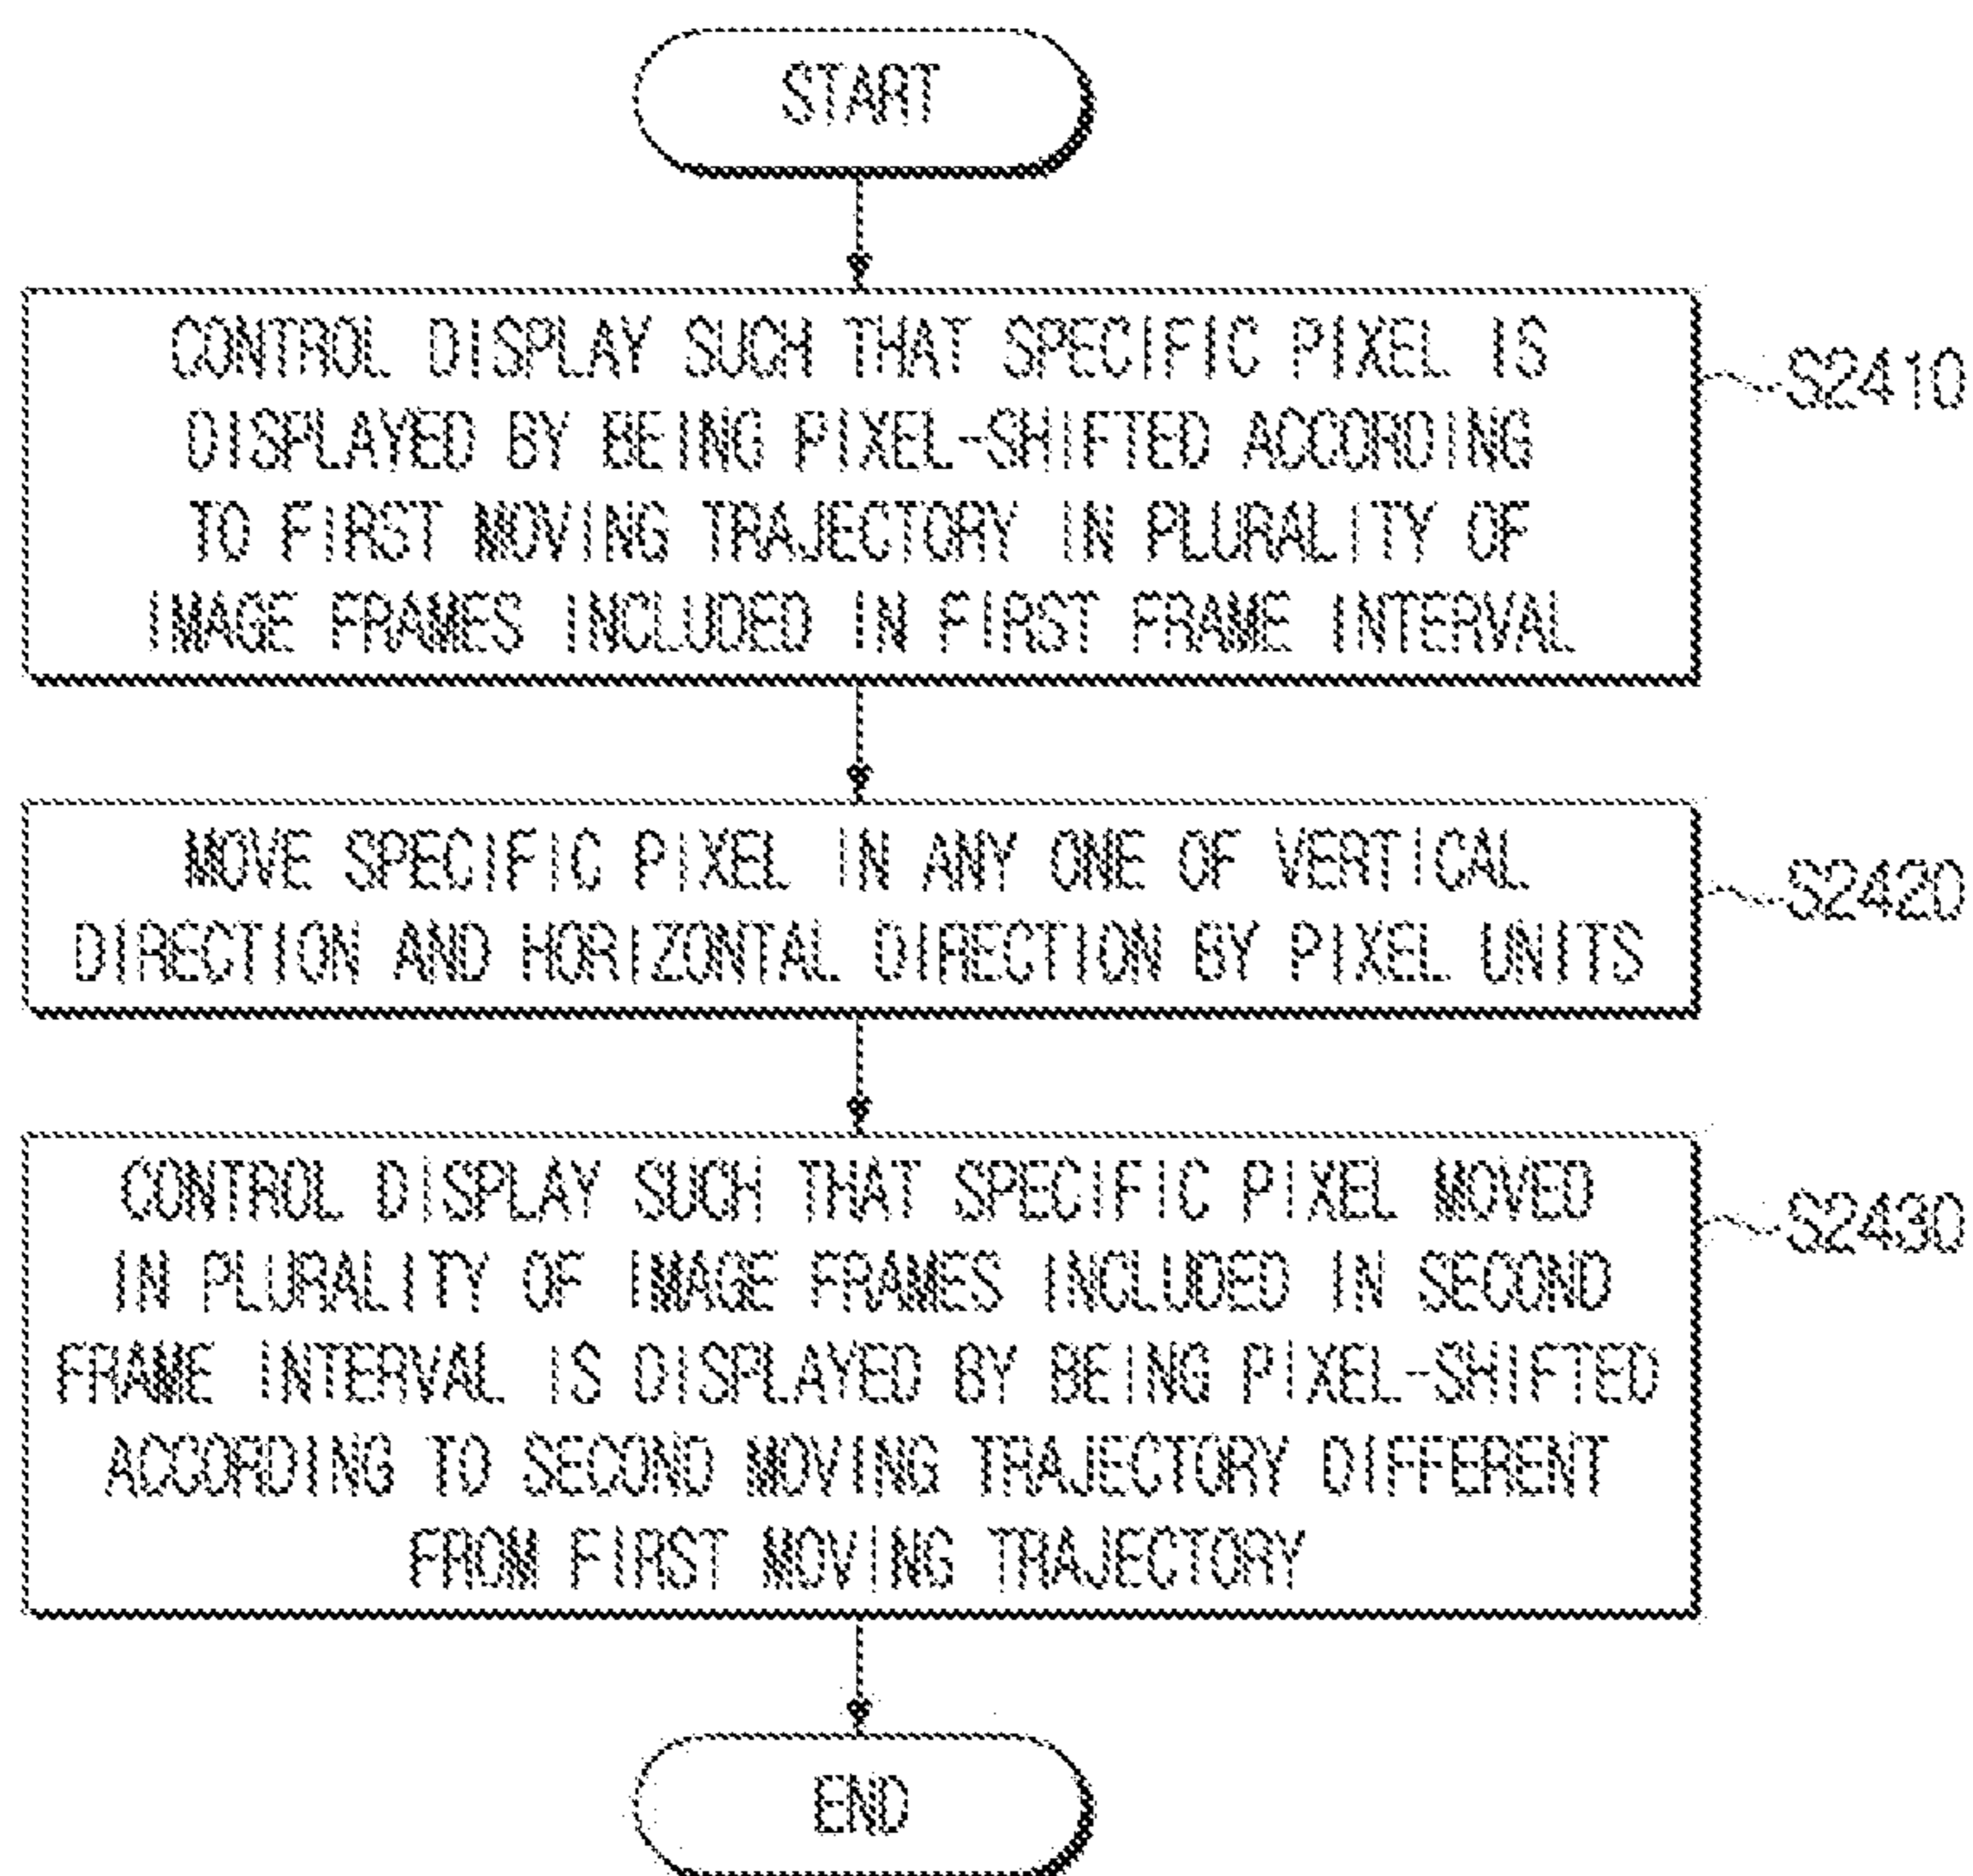 START
CONTROL DISPLAY SUCH THAT SPECIFIC PIXEL IS
DISPLAYED BY BEING PIXEL-SHIFTED ACCORDING
TO FIRST MOVING TRAJECTORY IN PLURALITY OF
IMAGE FRAMES INCLUDED IN FIRST FRAME INTERVAL
S2410
MOVE SPECIFIC PIXEL IN ANY ONE OF VERTICAL
DIRECTION AND HORIZONTAL DIRECTION BY PIXEL UNITS
S2420
CONTROL DISPLAY SUCH THAT SPECIFIC PIXEL MOVED
IN PLURALITY OF IMAGE FRAMES INCLUDED IN SECOND
FRAME INTERVAL IS DISPLAYED BY BEING PIXEL-SHIFTED
ACCORDING TO SECOND MOVING TRAJECTORY DIFFERENT
FROM FIRST MOVING TRAJECTORY
S2430
END